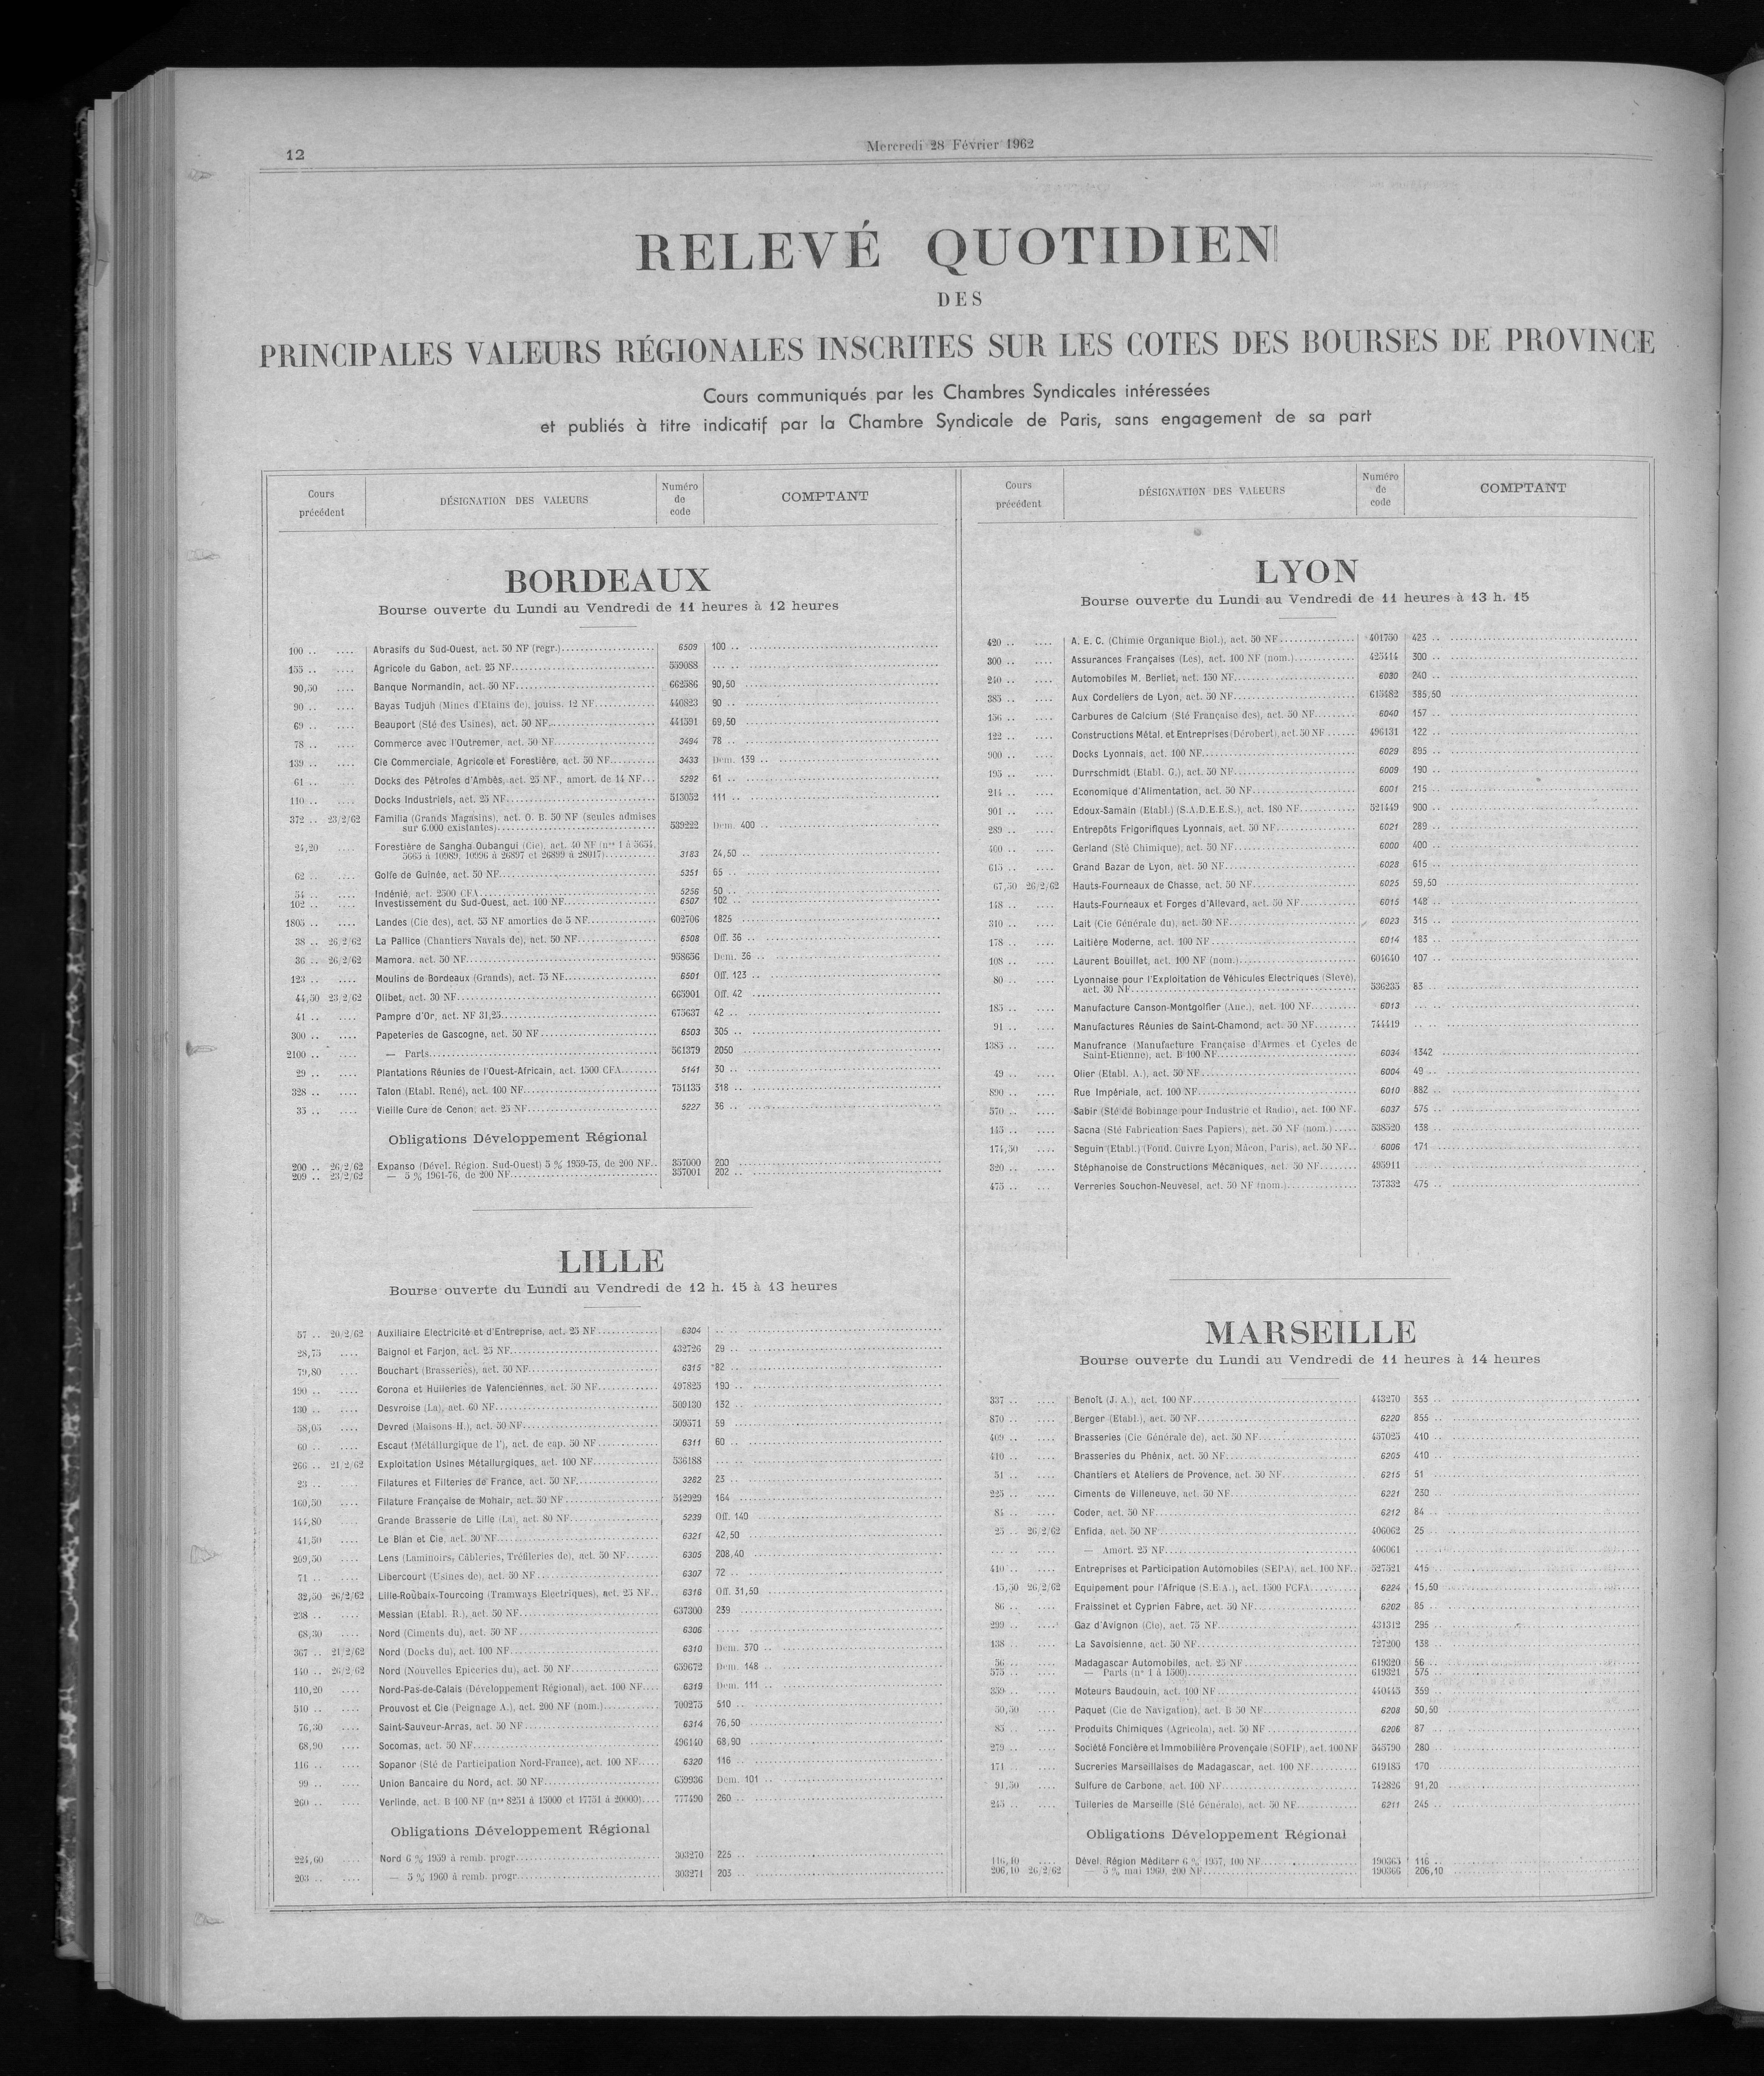 12
Mercredi 28 Février 1962
RELEVÉ QUOTIDIEN
DES
PRINCIPALES VALEURS RÉGIONALES INSCRITES SUR LES COTES DES BOURSES DE PROVINCE
Cours communiqués par les Chambres Syndicales intéressées
et publiés à titre indicatif par la Chambre Syndicale de Paris, sans engagement de sa part
Cours précédent | DÉSIGNATION DES VALEURS | Numéro de code | COMPTANT
BORDEAUX
Bourse ouverte du Lundi au Vendredi de 11 heures à 12 heures
100 .. .... Abrasifs du Sud-Ouest, act. 50 NF (regr.) 6509 100 ..
155 .. .... Agricole du Gabon, act. 25 NF 559088 .. ..
90,50 .... Banque Normandin, act. 50 NF 662586 90,50
90 .. .... Bayas Tudjuh (Mines d'Etains de), jouiss. 12 NF 440823 90 ..
69 .. .... Beauport (Sté des Usines), act. 50 NF 441591 69,50
78 .. .... Commerce avec l'Outremer, act. 50 NF 3494 78 ..
139 .. .... Cie Commerciale, Agricole et Forestière, act. 50 NF 3433 Dem. 139 ..
61 .. .... Docks des Pétroles d'Ambès, act. 25 NF., amort. de 14 NF 5292 61 ..
110 .. .... Docks Industriels, act. 25 NF 513052 111 ..
372 .. 23/2/62 Familia (Grands Magasins), act. O. B. 50 NF (seules admises
sur 6.000 existantes) 539222 Dem. 400 ..
24,20 .... Forestière de Sangha Oubangui (Cie), act. 40 NF (nos 1 à 5654,
5665 à 10989, 10996 à 26897 et 26899 à 28017) 3183 24,50 ..
62 .. .... Golfe de Guinée, act. 50 NF 5251 65 ..
54 .. .... Indénié, act. 2500 CFA 5256 50 ..
102 .. .... Investissement du Sud-Ouest, act. 100 NF 6507 102 ..
1805 .. .... Landes (Cie des), act. 55 NF amorties de 5 NF 602706 1825
38 .. 26/2/62 La Pallice (Chantiers Navals de), act. 50 NF 6508 Off. 36 ..
36 .. 26/2/62 Mamora, act. 50 NF 958656 Dem. 36 ..
123 .. .... Moulins de Bordeaux (Grands), act. 75 NF 6501 Off. 123 ..
44,50 23/2/62 Olibet, act. 30 NF 665901 Off. 42
41 .. .... Pampre d'Or, act. NF 31,25 675637 42 ..
300 .. .... Papeteries de Gascogne, act. 50 NF 6503 305 ..
2100 .. .... — Parts 561379 2050
29 .. .... Plantations Réunies de l'Ouest-Africain, act. 1500 CFA 5141 30 ..
328 .. .... Talon (Etabl. René), act. 100 NF 751135 318 ..
35 .. .... Vieille Cure de Cenon, act. 25 NF 5227 36 ..
Obligations Développement Régional
200 .. 26/2/62 Expanso (Dével. Région. Sud-Ouest) 5 % 1959-75, de 200 NF 357000 200
209 .. 23/2/62 — 5 % 1961-76, de 200 NF 357001 202 ..
LILLE
Bourse ouverte du Lundi au Vendredi de 12 h. 15 à 13 heures
57 .. 20/2/62 Auxiliaire Electricité et d'Entreprise, act. 25 NF 6304 .. ..
28,75 .... Baignol et Farjon, act. 25 NF 432726 29 ..
79,80 .... Bouchart (Brasseries), act. 50 NF 6315 82 ..
190 .. .... Corona et Huileries de Valenciennes, act. 50 NF 497825 190 ..
130 .. .... Desvroise (La), act. 60 NF 509130 132 ..
58,05 .... Devred (Maisons H.), act. 50 NF 509571 59
60 .. .... Escaut (Métallurgique de l'), act. de cap. 50 NF 6311 60 ..
266 .. 21/2/62 Exploitation Usines Métallurgiques, act. 100 NF 536188 .. ..
23 .. .... Filatures et Filteries de France, act. 50 NF 3262 23 ..
160,50 .... Filature Française de Mohair, act. 50 NF 542929 164
144,80 .... Grande Brasserie de Lille (La), act. 80 NF 5239 Off. 140
41,50 .... Le Blan et Cie, act. 30 NF 6321 42,50
209,50 .... Lens (Laminoirs, Câbleries, Tréfileries de), act. 50 NF 6305 208,40
71 .. .... Libercourt (Usines de), act. 50 NF 6307 72 ..
32,50 26/2/62 Lille-Roubaix-Tourcoing (Tramways Electriques), act. 25 NF 6316 Off. 31,50
238 .. .... Messian (Etabl. R.), act. 50 NF 637300 239
68,30 .... Nord (Ciments du), act. 50 NF 6306 .. ..
367 .. 21/2/62 Nord (Docks du), act. 100 NF 6310 Dem. 370 ..
140 .. 26/2/62 Nord (Nouvelles Epiceries du), act. 50 NF 659672 Dem. 148 ..
110,20 .... Nord-Pas-de-Calais (Développement Régional), act. 100 NF 6319 Dem. 111 ..
510 .. .... Prouvost et Cie (Peignage A.), act. 200 NF (nom.) 700275 510 ..
76,30 .... Saint-Sauveur-Arras, act. 50 NF 6314 76,50
68,90 .... Socomas, act. 50 NF 496140 68,90
116 .. .... Sopanor (Sté de Participation Nord-France), act. 100 NF 6320 116 ..
99 .. .... Union Bancaire du Nord, act. 50 NF 659936 Dem. 101 ..
260 .. .... Verlinde, act. B 100 NF (nos 8251 à 15000 et 17751 à 20000) 777490 260 ..
Obligations Développement Régional
224,60 .... Nord 6 % 1959 à remb. progr. 303270 225 ..
203 .. .... — 5 % 1960 à remb. progr. 303271 203 ..
Cours précédent | DÉSIGNATION DES VALEURS | Numéro de code | COMPTANT
LYON
Bourse ouverte du Lundi au Vendredi de 11 heures à 13 h. 15
420 .. .... A. E. C. (Chimie Organique Biol.), act. 50 NF 401750 423 ..
300 .. .... Assurances Françaises (Les), act. 100 NF (nom.) 425414 300 ..
240 .. .... Automobiles M. Berliet, act. 150 NF 6030 240 ..
385 .. .... Aux Cordeliers de Lyon, act. 50 NF 615482 385,50
156 .. .... Carbures de Calcium (Sté Française des), act. 50 NF 6040 157 ..
122 .. .... Constructions Métal. et Entreprises (Dérobert), act. 50 NF 496131 122 ..
900 .. .... Docks Lyonnais, act. 100 NF 6029 895 ..
195 .. .... Durrschmidt (Etabl. G.), act. 50 NF 6009 190 ..
214 .. .... Economique d'Alimentation, act. 50 NF 6001 215 ..
901 .. .... Edoux-Samain (Etabl.) (S.A.D.E.E.S.), act. 180 NF 521449 900 ..
289 .. .... Entrepôts Frigorifiques Lyonnais, act. 50 NF 6021 289 ..
400 .. .... Gerland (Sté Chimique), act. 50 NF 6000 400 ..
615 .. .... Grand Bazar de Lyon, act. 50 NF 6028 615 ..
67,50 26/2/62 Hauts-Fourneaux de Chasse, act. 50 NF 6025 59,50
148 .. .... Hauts-Fourneaux et Forges d'Allevard, act. 50 NF 6015 148 ..
310 .. .... Lait (Cie Générale du), act. 50 NF 6023 315 ..
178 .. .... Laitière Moderne, act. 100 NF 6014 183 ..
108 .. .... Laurent Bouillet, act. 100 NF (nom.) 604640 107 ..
80 .. .... Lyonnaise pour l'Exploitation de Véhicules Electriques (Slevé),
act. 30 NF 536235 83 ..
185 .. .... Manufacture Canson-Montgolfier (Anc.), act. 100 NF 6013 .. ..
91 .. .... Manufactures Réunies de Saint-Chamond, act. 50 NF 744419 .. ..
1385 .. .... Manufrance (Manufacture Française d'Armes et Cycles de
Saint-Etienne), act. B 100 NF 6034 1342
49 .. .... Olier (Etabl. A.), act. 50 NF 6004 49 ..
890 .. .... Rue Impériale, act. 100 NF 6010 882 ..
570 .. .... Sabir (Sté de Bobinage pour Industrie et Radio), act. 100 NF 6037 575 ..
145 .. .... Sacna (Sté Fabrication Sacs Papiers), act. 50 NF (nom.) 538520 138 ..
174,50 .... Seguin (Etabl.) (Fond. Cuivre Lyon, Mâcon, Paris), act. 50 NF 6006 171 ..
320 .. .... Stéphanoise de Constructions Mécaniques, act. 50 NF 495911 .. ..
475 .. ... Verreries Souchon-Neuvesel, act. 50 NF (nom.) 737332 475 ..
MARSEILLE
Bourse ouverte du Lundi au Vendredi de 11 heures à 14 heures
337 .. .... Benoît (J. A.), act. 100 NF 443270 353 ..
870 .. .... Berger (Etabl.), act. 50 NF 6220 855 ..
409 .. .... Brasseries (Cie Générale de), act. 50 NF 457025 410 ..
410 .. .... Brasseries du Phénix, act. 50 NF 6205 410 ..
51 .. .... Chantiers et Ateliers de Provence, act. 50 NF 6215 51 ..
225 .. .... Ciments de Villeneuve, act. 50 NF 6221 230 ..
84 .. .... Coder, act. 50 NF 6212 84 ..
25 .. 26/2/62 Enfida, act. 50 NF 406062 25 ..
.. .. .... — Amort. 25 NF 406061 .. ..
410 .. .... Entreprises et Participation Automobiles (SEPA), act. 100 NF 527521 415 ..
15,50 26/2/62 Equipement pour l'Afrique (S.E.A.), act. 1500 FCFA 6224 15,50
86 .. .... Fraissinet et Cyprien Fabre, act. 50 NF 6202 85 ..
299 .. .... Gaz d'Avignon (Cie), act. 75 NF 431312 295 ..
138 .. .... La Savoisienne, act. 50 NF 727200 138 ..
56 .. .... Madagascar Automobiles, act. 25 NF 619320 56 ..
575 .. .... — Parts (no 1 à 1500) 619321 575 ..
359 .. .... Moteurs Baudouin, act. 100 NF 440445 359 ..
50,50 .... Paquet (Cie de Navigation), act. B 50 NF 6208 50,50
85 .. .... Produits Chimiques (Agricola), act. 50 NF 6206 87 ..
279 .. .... Société Foncière et Immobilière Provençale (SOFIP), act. 100 NF 545790 280 ..
171 .. .... Sucreries Marseillaises de Madagascar, act. 100 NF 619185 170 ..
91,50 .... Sulfure de Carbone, act. 100 NF 742826 91,20
245 .. .... Tuileries de Marseille (Sté Générale), act. 50 NF 6211 245 ..
Obligations Développement Régional
116,10 .... Dével. Région Méditerr 6 % 1957, 100 NF 190365 116 ..
206,10 26/2/62 — 5 % mai 1960, 200 NF 190366 206,10